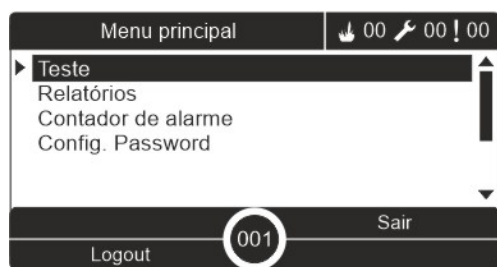 Menu principal 00 00 ! 00
Teste
Relatórios
Contador de alarme
Config. Password
Sair
001
Logout